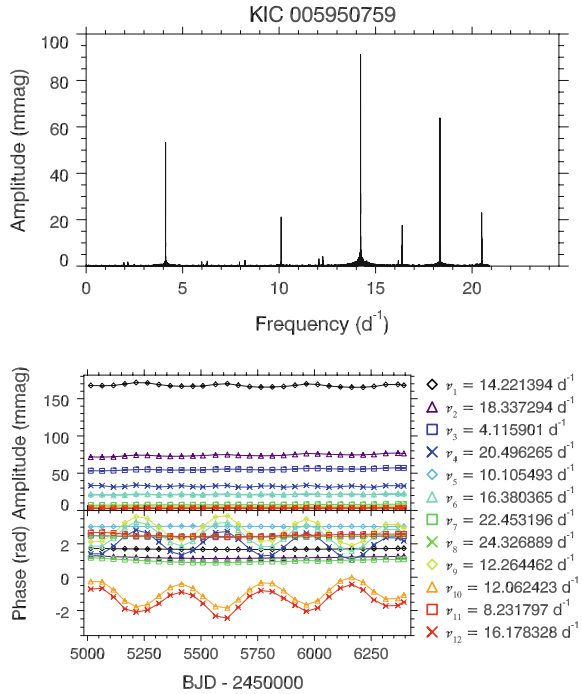 KIC 005950759
Amplitude (mmag)
100
80
60
40
20
0
0 5 10 15 20
Frequency (d⁻¹)
Amplitude (mmag)
150
100
50
0
Phase (rad)
2
0
-2
5000 5250 5500 5750 6000 6250
BJD - 2450000
ν₁ = 14.221394 d⁻¹
ν₂ = 18.337294 d⁻¹
ν₃ = 4.115901 d⁻¹
ν₄ = 20.496265 d⁻¹
ν₅ = 10.105493 d⁻¹
ν₆ = 16.380365 d⁻¹
ν₇ = 22.453196 d⁻¹
ν₈ = 24.326889 d⁻¹
ν₉ = 12.264462 d⁻¹
ν₁₀ = 12.062423 d⁻¹
ν₁₁ = 8.231797 d⁻¹
ν₁₂ = 16.178328 d⁻¹